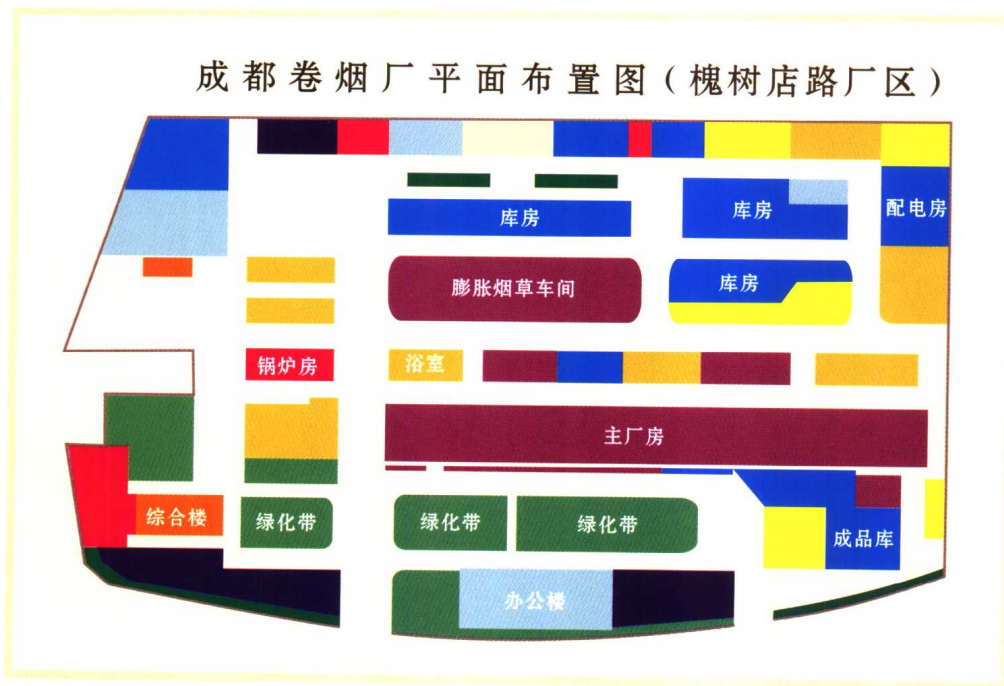 成都卷烟厂平面布置图(槐树店路厂区)
库房
库房
配电房
膨胀烟草车间
库房
锅炉房
浴室
主厂房
综合楼
绿化带
绿化带
绿化带
成品库
办公楼